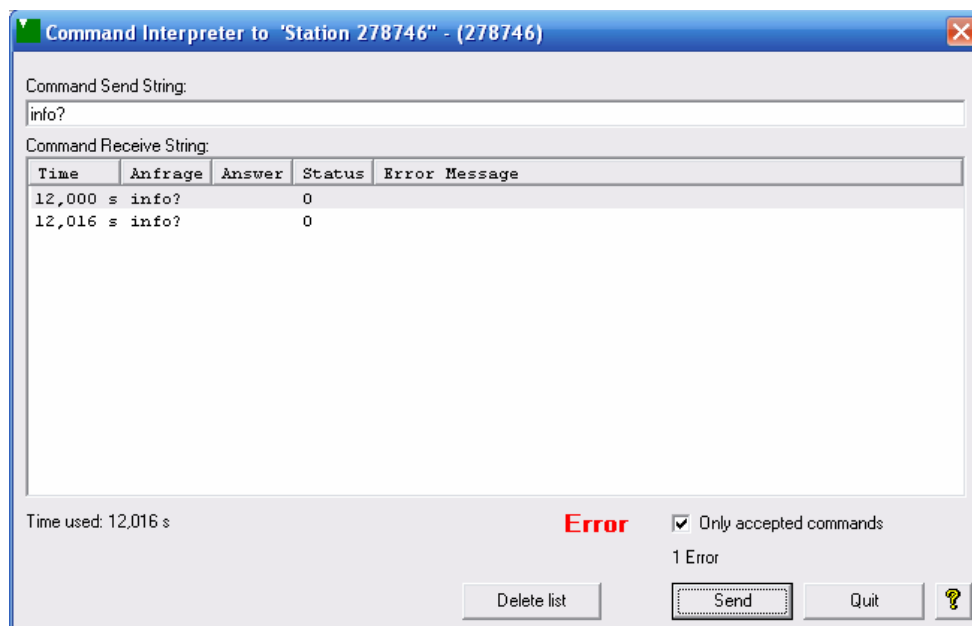 Command Interpreter to 'Station 278746" - (278746)
Command Send String:
info?
Command Receive String:
Time Anfrage Answer Status Error Message
12,000 s info? 0
12,016 s info? 0
Time used: 12,016 s Error Only accepted commands
1 Error
Delete list Send Quit ?